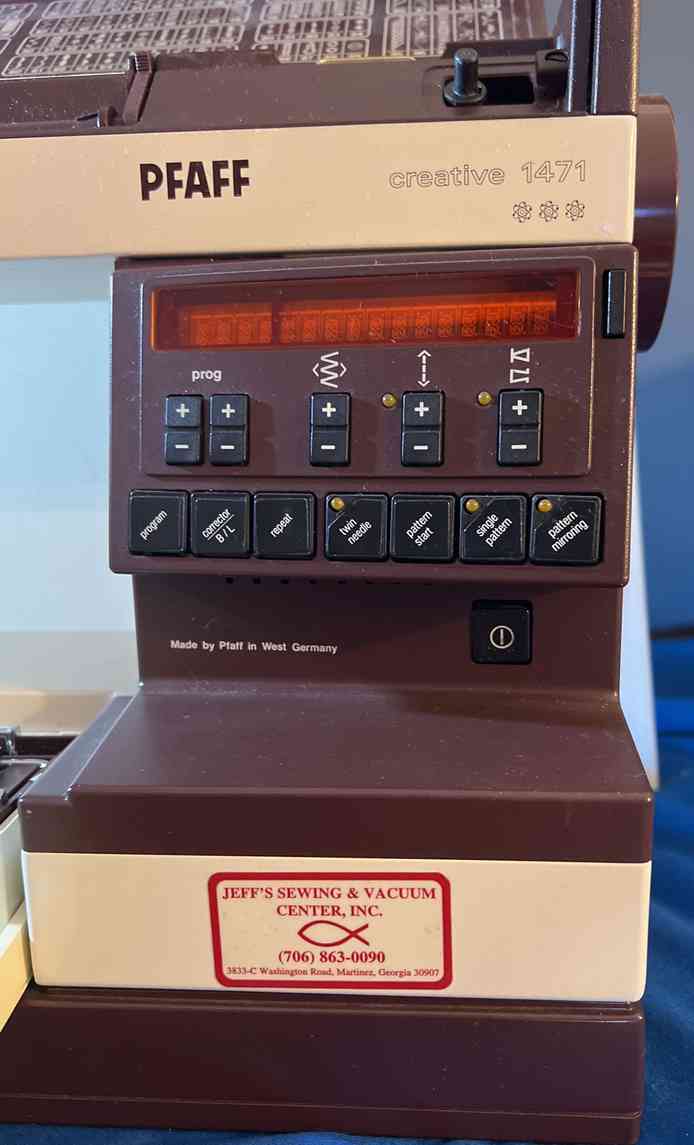 PFAFF
creative 1471
prog
+ + + + +
- - - - -
program
corrector
B / L
repeat
twin
needle
pattern
start
single
pattern
pattern
mirroring
Made by Pfaff in West Germany
JEFF'S SEWING & VACUUM
CENTER, INC.
(706) 863-0090
3833-C Washington Road, Martinez, Georgia 30907